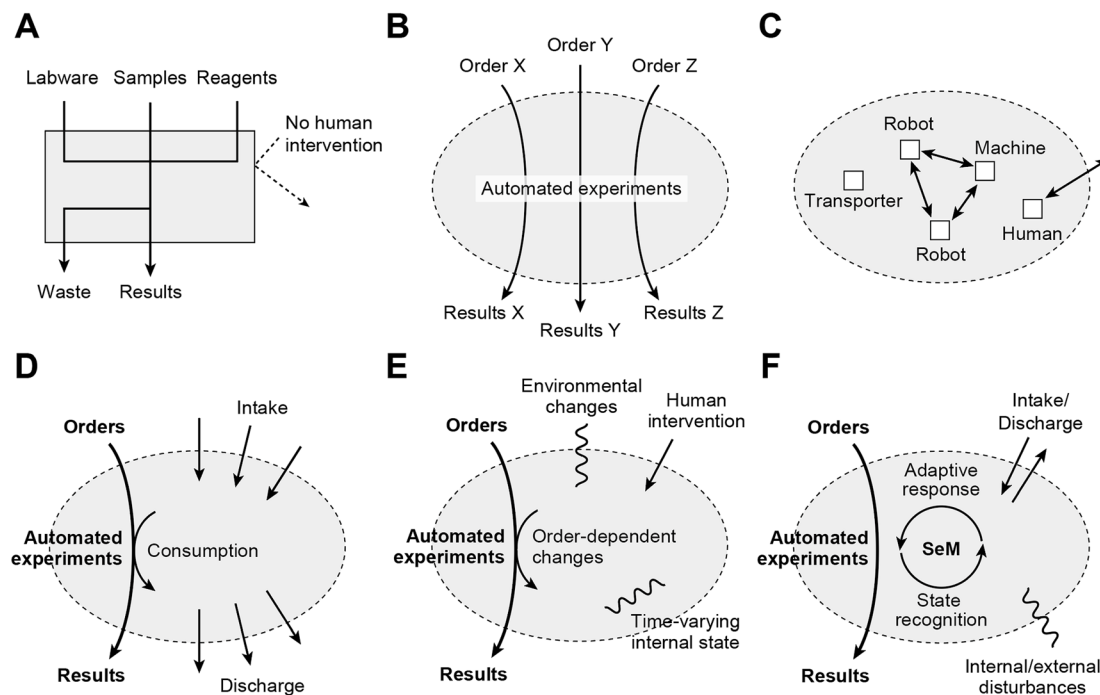 A
Labware Samples Reagents
No human
intervention
Waste Results
B
Order Y
Order X Order Z
Automated experiments
Results X Results Z
Results Y
C
Robot
Machine
Transporter
Human
Robot
D
Intake
Orders
Automated
experiments
Consumption
Results
Discharge
E
Environmental
changes
Human
intervention
Orders
Automated
experiments
Order-dependent
changes
Time-varying
internal state
Results
F
Intake/
Discharge
Orders
Adaptive
response
Automated
experiments
SeM
State
recognition
Results
Internal/external
disturbances